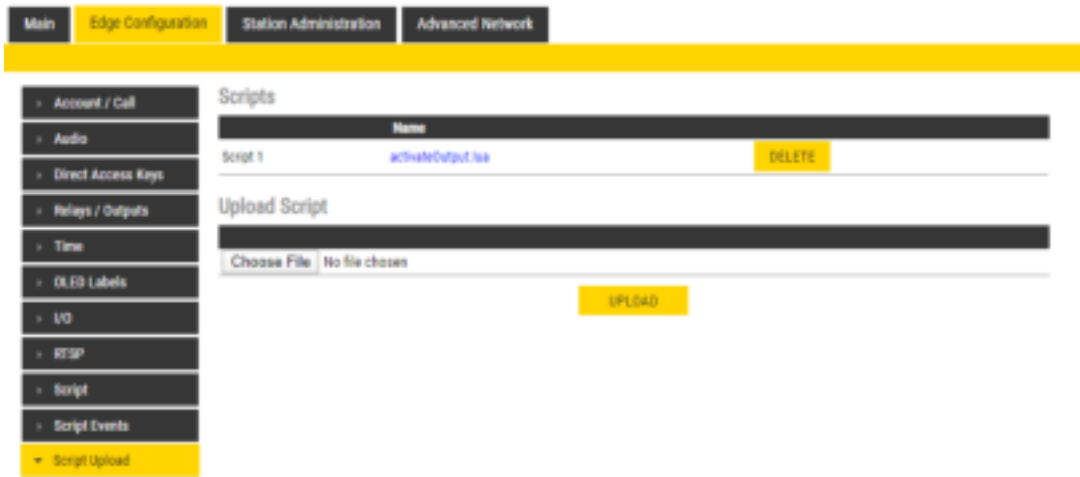 Main Edge Configuration Station Administration Advanced Network
Account / Call
Audio
Direct Access Keys
Relays / Outputs
Time
OLED Labels
I/O
RTSP
Script
Script Events
Script Upload
Scripts
Name
Script 1 activateOutput.lua DELETE
Upload Script
Choose File No file chosen
UPLOAD